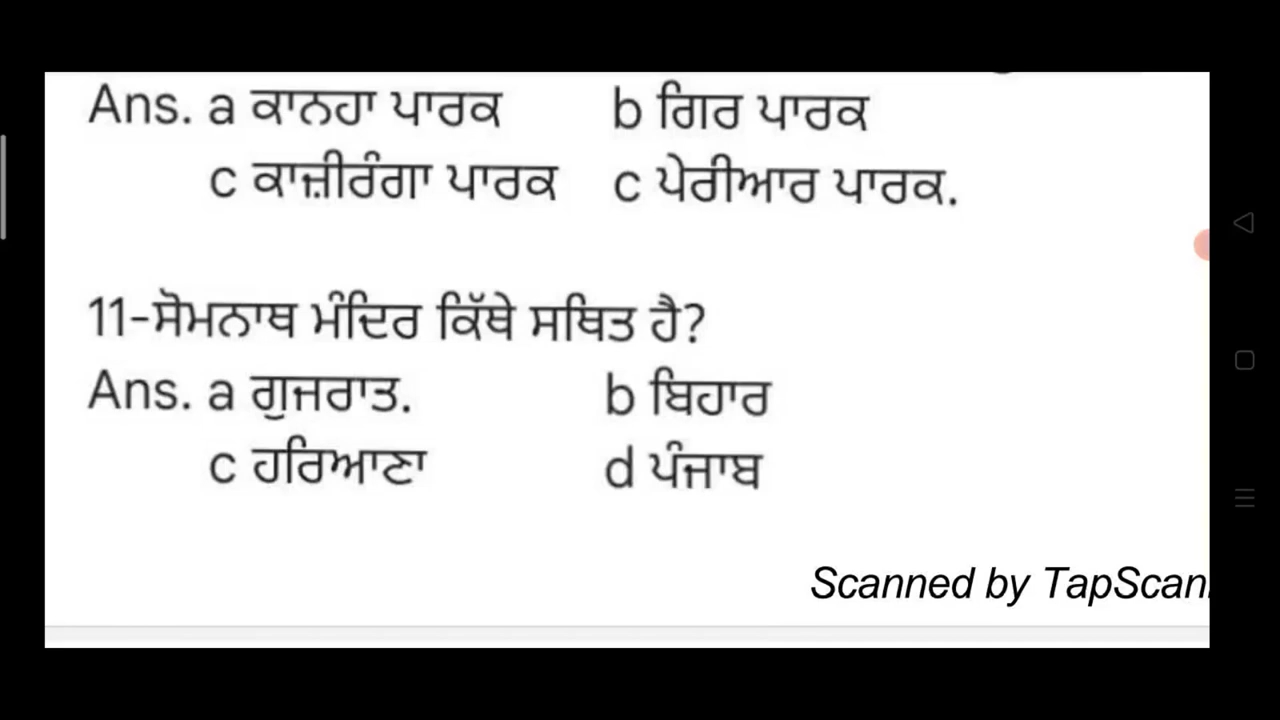 Ans. a ਕਾਨਹਾ ਪਾਰਕ b ਗਿਰ ਪਾਰਕ
c ਕਾਜ਼ੀਰੰਗਾ ਪਾਰਕ c ਪੇਰੀਆਰ ਪਾਰਕ.
11-ਸੋਮਨਾਥ ਮੰਦਿਰ ਕਿੱਥੇ ਸਥਿਤ ਹੈ?
Ans. a ਗੁਜਰਾਤ. b ਬਿਹਾਰ
c ਹਰਿਆਣਾ d ਪੰਜਾਬ
Scanned by TapScan